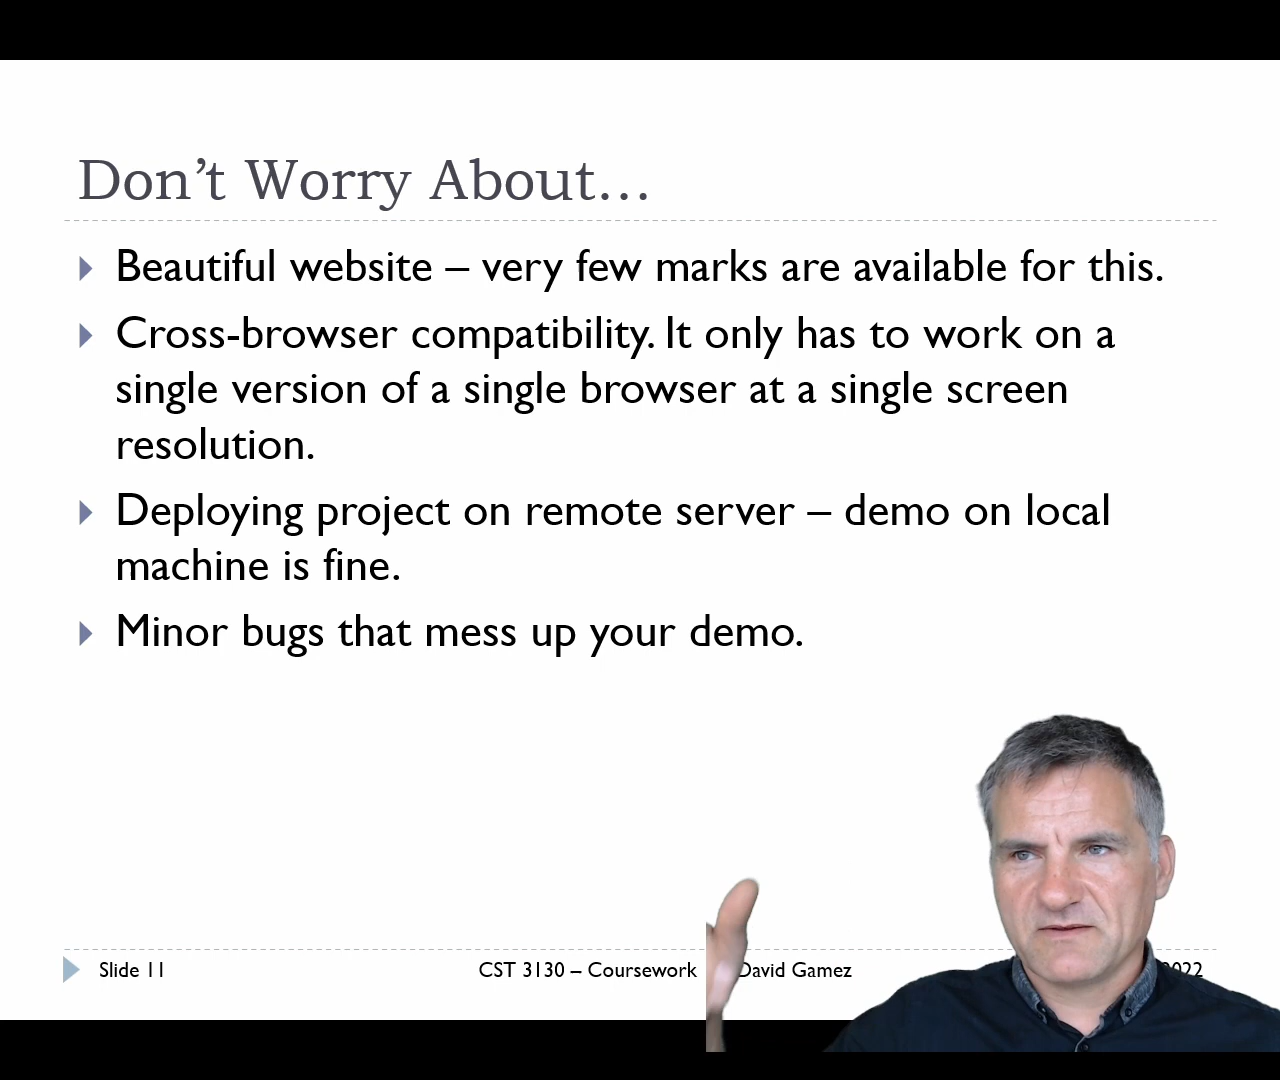 Don’t Worry About…
Beautiful website – very few marks are available for this.
Cross-browser compatibility. It only has to work on a
single version of a single browser at a single screen
resolution.
Deploying project on remote server – demo on local
machine is fine.
Minor bugs that mess up your demo.
Slide 11
CST 3130 – Coursework David Gamez
2022